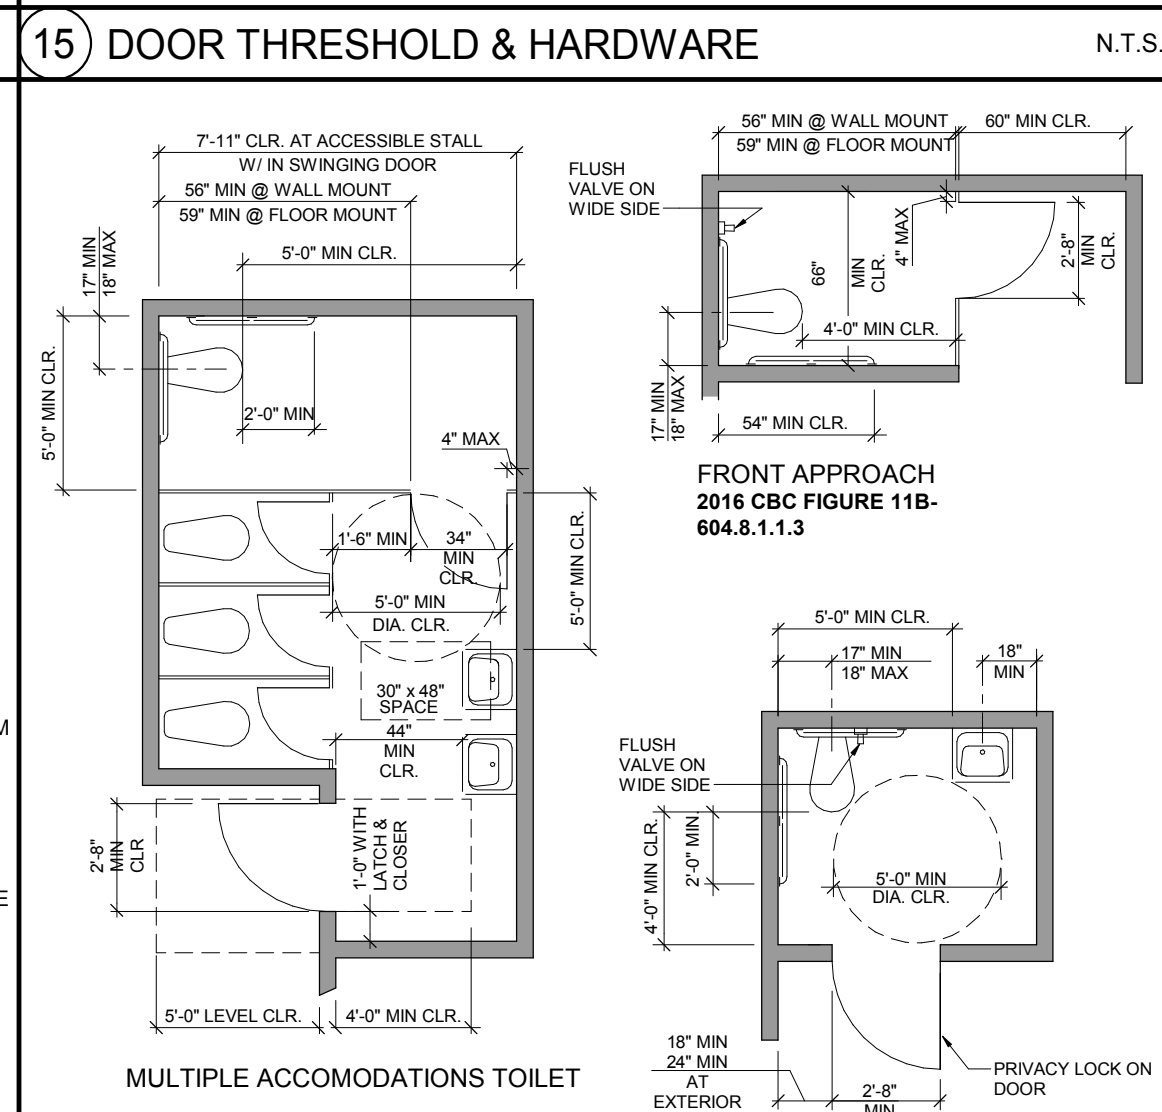 15 DOOR THRESHOLD & HARDWARE N.T.S.
7'-11" CLR. AT ACCESSIBLE STALL
W/ IN SWINGING DOOR
56" MIN @ WALL MOUNT
59" MIN @ FLOOR MOUNT
17" MIN
18" MAX
5'-0" MIN CLR.
5'-0" MIN CLR.
2'-0" MIN
4" MAX
1'-6" MIN
34"
MIN
CLR.
5'-0" MIN
DIA. CLR.
5'-0" MIN CLR.
30" x 48"
SPACE
44"
MIN
CLR.
2'-8"
MIN
CLR
1'-0" WITH
LATCH &
CLOSER
5'-0" LEVEL CLR.
4'-0" MIN CLR.
MULTIPLE ACCOMODATIONS TOILET
56" MIN @ WALL MOUNT
59" MIN @ FLOOR MOUNT
60" MIN CLR.
FLUSH
VALVE ON
WIDE SIDE
66"
MIN
CLR.
4" MAX
2'-8"
MIN
CLR.
4'-0" MIN CLR.
17" MIN
18" MAX
54" MIN CLR.
FRONT APPROACH
2016 CBC FIGURE 11B-
604.8.1.1.3
5'-0" MIN CLR.
17" MIN
18" MAX
18"
MIN
FLUSH
VALVE ON
WIDE SIDE
4'-0" MIN CLR.
2'-0" MIN.
5'-0" MIN
DIA. CLR.
18" MIN
24" MIN
AT
EXTERIOR
2'-8"
MIN
PRIVACY LOCK ON
DOOR
M
E